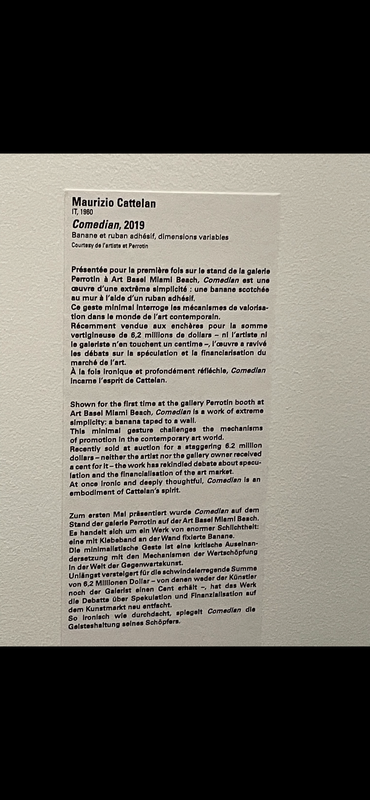 Maurizio Cattelan
IT, 1960
Comedian, 2019
Banane et ruban adhésif, dimensions variables
Courtesy de l'artiste et Perrotin
Présentée pour la première fois sur le stand de la galerie
Perrotin à Art Basel Miami Beach, Comedian est une
œuvre d'une extrême simplicité : une banane scotchée
au mur à l'aide d'un ruban adhésif.
Ce geste minimal interroge les mécanismes de valorisa-
tion dans le monde de l'art contemporain.
Récemment vendue aux enchères pour la somme
vertigineuse de 6,2 millions de dollars – ni l'artiste ni
le galeriste n'en touchent un centime –, l'œuvre a ravivé
les débats sur la spéculation et la financiarisation du
marché de l'art.
À la fois ironique et profondément réfléchie, Comedian
incarne l'esprit de Cattelan.
Shown for the first time at the gallery Perrotin booth at
Art Basel Miami Beach, Comedian is a work of extreme
simplicity: a banana taped to a wall.
This minimal gesture challenges the mechanisms
of promotion in the contemporary art world.
Recently sold at auction for a staggering 6.2 million
dollars – neither the artist nor the gallery owner received
a cent for it – the work has rekindled debate about specu-
lation and the financialisation of the art market.
At once ironic and deeply thoughtful, Comedian is an
embodiment of Cattelan's spirit.
Zum ersten Mal präsentiert wurde Comedian auf dem
Stand der galerie Perrotin auf der Art Basel Miami Beach.
Es handelt sich um ein Werk von enormer Schlichtheit:
eine mit Klebeband an der Wand fixierte Banane.
Die minimalistische Geste ist eine kritische Auseinan-
dersetzung mit den Mechanismen der Wertschöpfung
in der Welt der Gegenwartskunst.
Unlängst versteigert für die schwindelerregende Summe
von 6,2 Millionen Dollar – von denen weder der Künstler
noch der Galerist einen Cent erhält –, hat das Werk
die Debatte über Spekulation und Finanzialisation auf
dem Kunstmarkt neu entfacht.
So ironisch wie durchdacht, spiegelt Comedian die
Geisteshaltung seines Schöpfers.